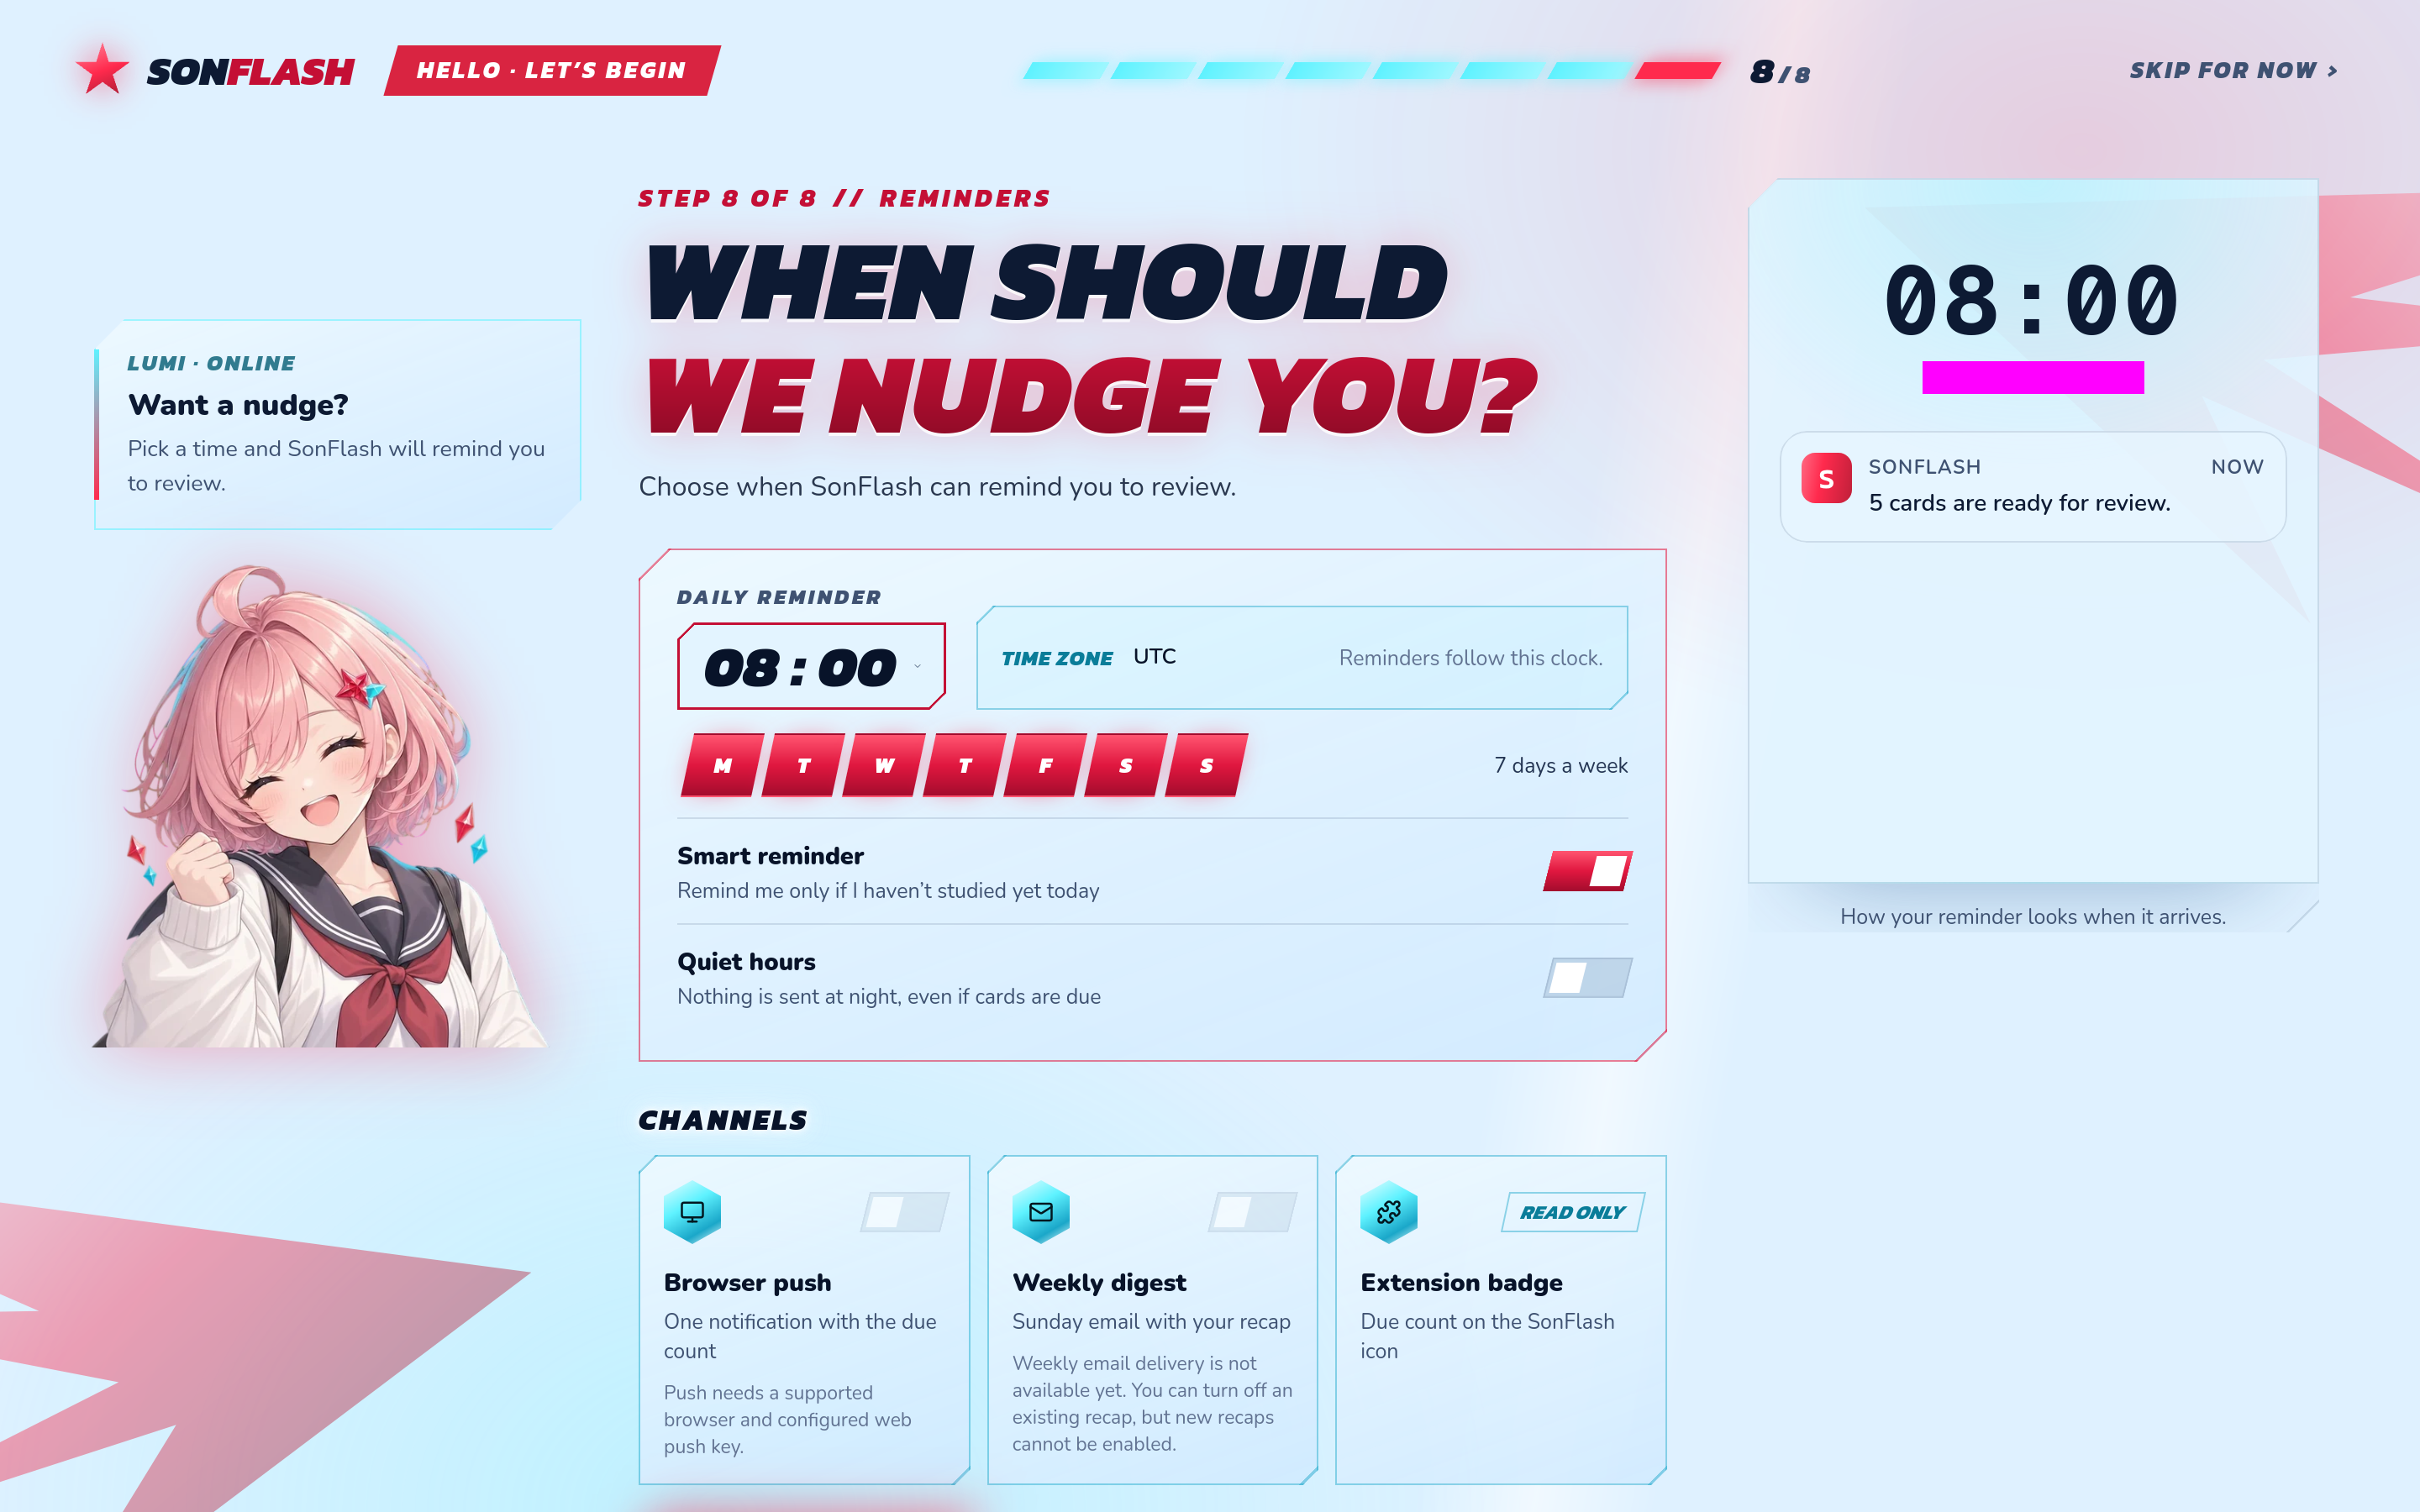 SONFLASH
HELLO · LET'S BEGIN
8/8
SKIP FOR NOW >
LUMI · ONLINE
Want a nudge?
Pick a time and SonFlash will remind you
to review.
STEP 8 OF 8 // REMINDERS
WHEN SHOULD
WE NUDGE YOU?
Choose when SonFlash can remind you to review.
DAILY REMINDER
08:00
TIME ZONE UTC Reminders follow this clock.
M T W T F S S
7 days a week
Smart reminder
Remind me only if I haven’t studied yet today
Quiet hours
Nothing is sent at night, even if cards are due
CHANNELS
Browser push
One notification with the due
count
Push needs a supported
browser and configured web
push key.
Weekly digest
Sunday email with your recap
Weekly email delivery is not
available yet. You can turn off an
existing recap, but new recaps
cannot be enabled.
READ ONLY
Extension badge
Due count on the SonFlash
icon
08:00
S
SONFLASH NOW
5 cards are ready for review.
How your reminder looks when it arrives.